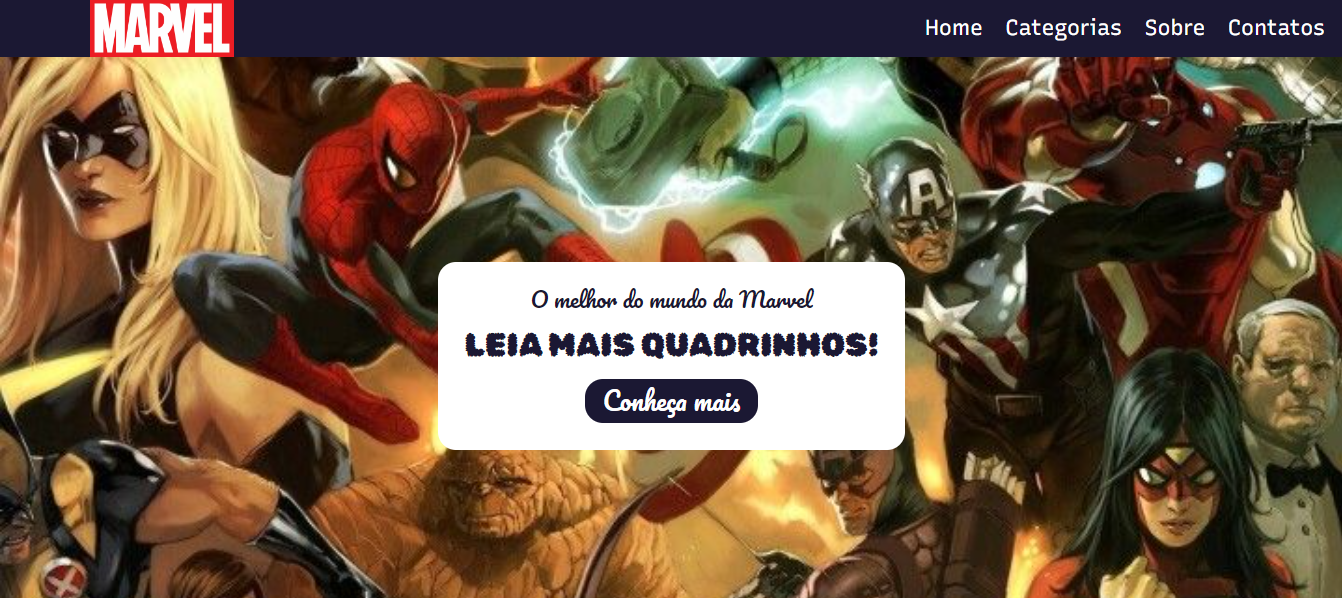 MARVEL
Home Categorias Sobre Contatos
A
O melhor do mundo da Marvel
LEIA MAIS QUADRINHOS!
Conheça mais